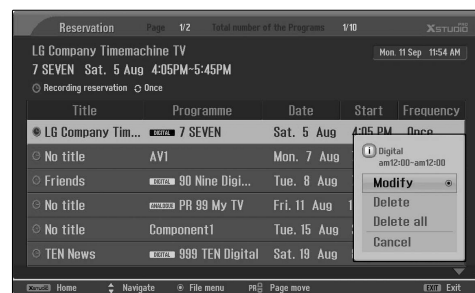 Reservation Page 1/2 Total number of the Programs 1/10 XSTUDIO PRO
LG Company Timemachine TV Mon. 11 Sep 11:54 AM
7 SEVEN Sat. 5 Aug 4:05PM~5:45PM
Recording reservation Once
Title Programme Date Start Frequency
LG Company Tim... DIGITAL 7 SEVEN Sat. 5 Aug 4:05 PM Once
No title AV1 Mon. 7 Aug
Friends DIGITAL 90 Nine Digi... Tue. 8 Aug
No title ANALOGUE PR 99 My TV Fri. 11 Aug 1
No title Component1 Tue. 15 Aug
TEN News DIGITAL 999 TEN Digital Sat. 19 Aug
i Digital
am12:00-am12:00
Modify
Delete
Delete all
Cancel
XSTUDIO Home Navigate File menu PR Page move EXIT Exit